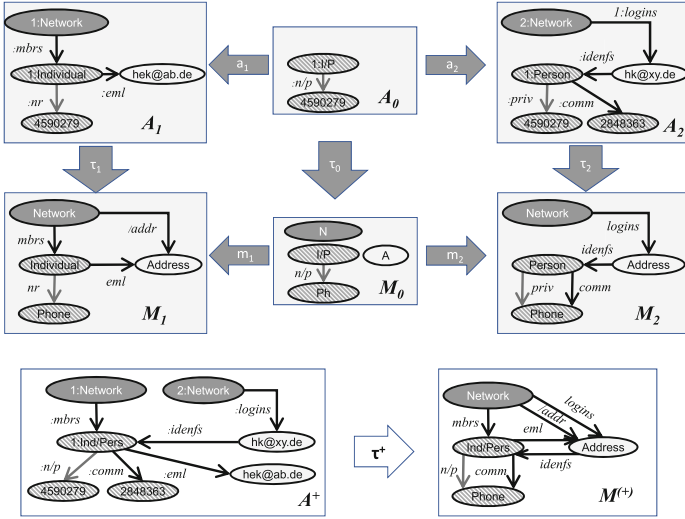 1:Network
:mbrs
1:Individual
hek@ab.de
:nr
:eml
4590279
A1
a1
1:I/P
:n/p
4590279
A0
a2
2:Network
1:logins
:idenfs
1:Person
hk@xy.de
:priv
:comm
4590279
2848363
A2
τ1
τ0
τ2
Network
mbrs
/addr
Individual
Address
nr
eml
Phone
M1
m1
N
I/P
A
n/p
Ph
M0
m2
Network
logins
idenfs
Person
Address
priv
comm
Phone
M2
1:Network
2:Network
:mbrs
:logins
:idenfs
1:Ind/Pers
hk@xy.de
:n/p
:comm
:eml
hek@ab.de
4590279
2848363
A+
τ+
Network
logins
/addr
mbrs
eml
Ind/Pers
Address
idenfs
n/p
comm
Phone
M(+)